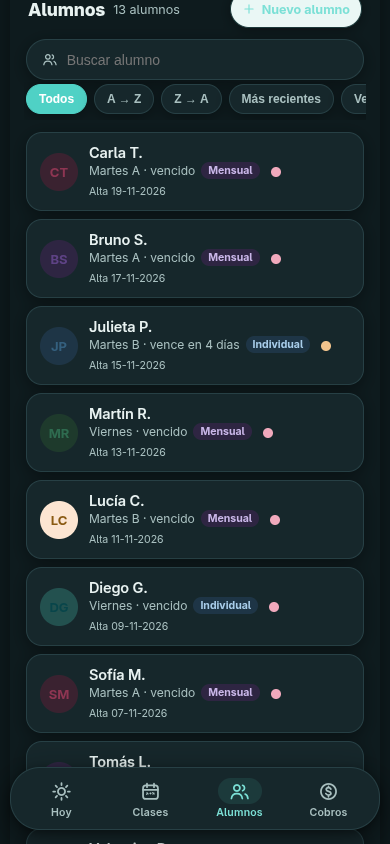 Alumnos 13 alumnos + Nuevo alumno
Buscar alumno
Todos A → Z Z → A Más recientes Ve
CT Carla T.
Martes A · vencido Mensual
Alta 19-11-2026
BS Bruno S.
Martes A · vencido Mensual
Alta 17-11-2026
JP Julieta P.
Martes B · vence en 4 días Individual
Alta 15-11-2026
MR Martín R.
Viernes · vencido Mensual
Alta 13-11-2026
LC Lucía C.
Martes B · vencido Mensual
Alta 11-11-2026
DG Diego G.
Viernes · vencido Individual
Alta 09-11-2026
SM Sofía M.
Martes A · vencido Mensual
Alta 07-11-2026
Tomás L.
Hoy Clases Alumnos Cobros